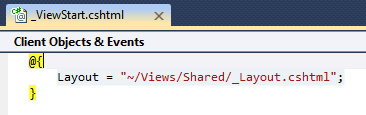 _ViewStart.cshtml
Client Objects & Events
@{
Layout = "~/Views/Shared/_Layout.cshtml";
}